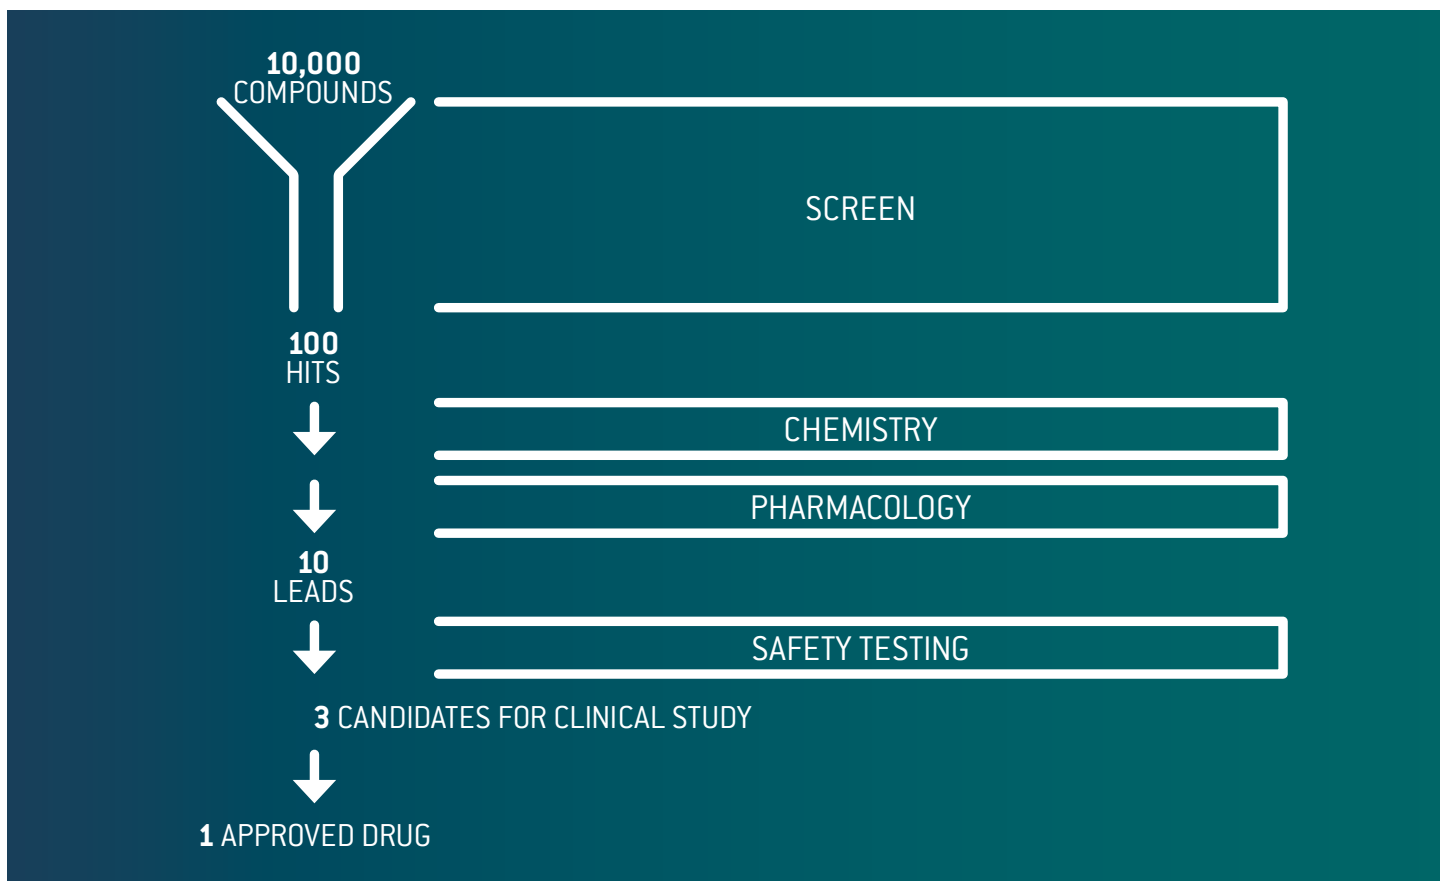 10,000
COMPOUNDS
SCREEN
100
HITS
CHEMISTRY
PHARMACOLOGY
10
LEADS
SAFETY TESTING
3 CANDIDATES FOR CLINICAL STUDY
1 APPROVED DRUG